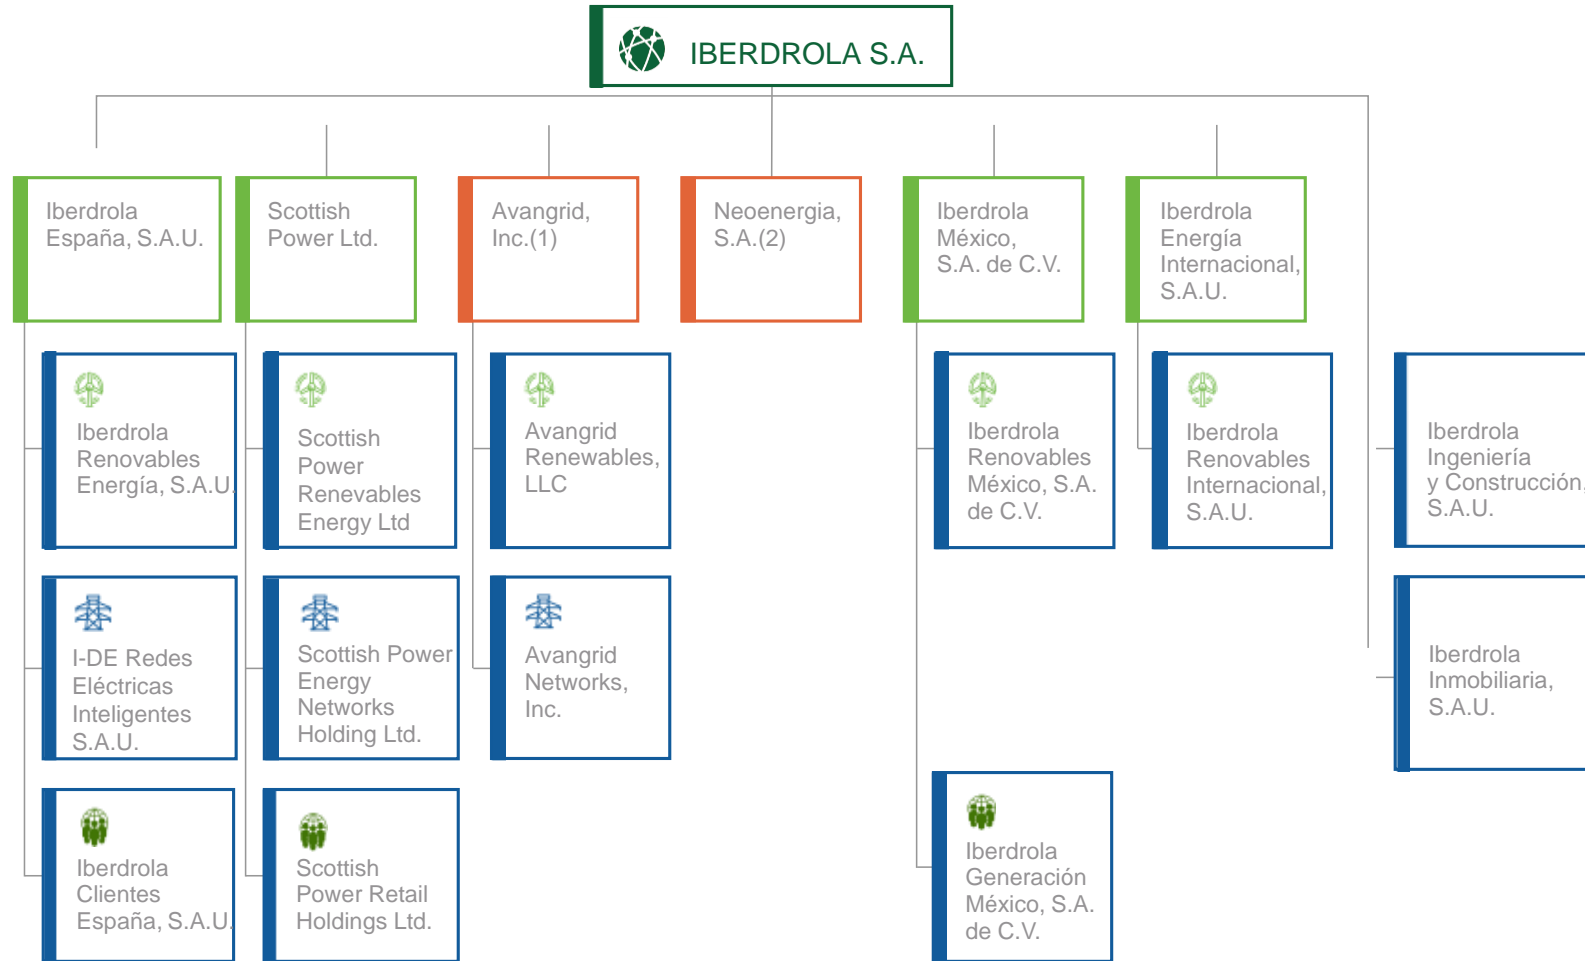 IBERDROLA S.A.
Iberdrola
España, S.A.U.
Scottish
Power Ltd.
Avangrid,
Inc.(1)
Neoenergia,
S.A.(2)
Iberdrola
México,
S.A. de C.V.
Iberdrola
Energía
Internacional,
S.A.U.
Iberdrola
Renovables
Energía, S.A.U.
Scottish
Power
Renevables
Energy Ltd
Avangrid
Renewables,
LLC
Iberdrola
Renovables
México, S.A.
de C.V.
Iberdrola
Renovables
Internacional,
S.A.U.
Iberdrola
Ingeniería
y Construcción,
S.A.U.
I-DE Redes
Eléctricas
Inteligentes
S.A.U.
Scottish Power
Energy
Networks
Holding Ltd.
Avangrid
Networks,
Inc.
Iberdrola
Inmobiliaria,
S.A.U.
Iberdrola
Clientes
España, S.A.U.
Scottish
Power Retail
Holdings Ltd.
Iberdrola
Generación
México, S.A.
de C.V.